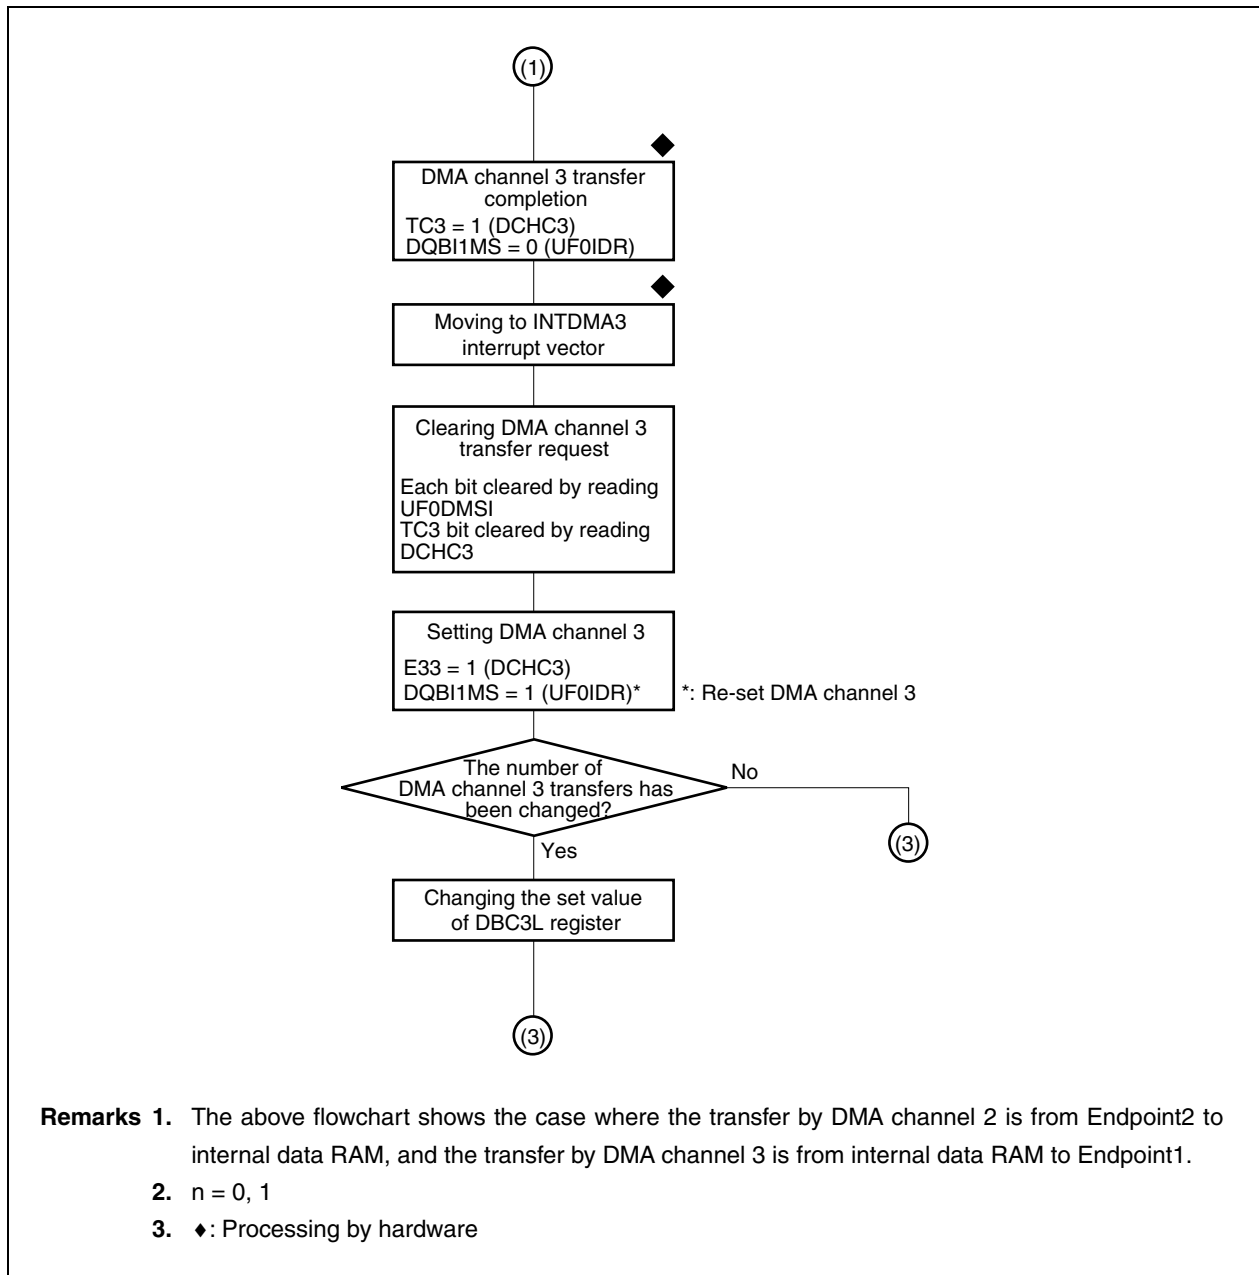 (1)
DMA channel 3 transfer
completion
TC3 = 1 (DCHC3)
DQBI1MS = 0 (UF0IDR)
Moving to INTDMA3
interrupt vector
Clearing DMA channel 3
transfer request
Each bit cleared by reading
UF0DMSI
TC3 bit cleared by reading
DCHC3
Setting DMA channel 3
E33 = 1 (DCHC3)
DQBI1MS = 1 (UF0IDR)* *: Re-set DMA channel 3
The number of
DMA channel 3 transfers has
been changed?
No
(3)
Yes
Changing the set value
of DBC3L register
(3)
Remarks 1. The above flowchart shows the case where the transfer by DMA channel 2 is from Endpoint2 to
internal data RAM, and the transfer by DMA channel 3 is from internal data RAM to Endpoint1.
2. n = 0, 1
3. ♦: Processing by hardware